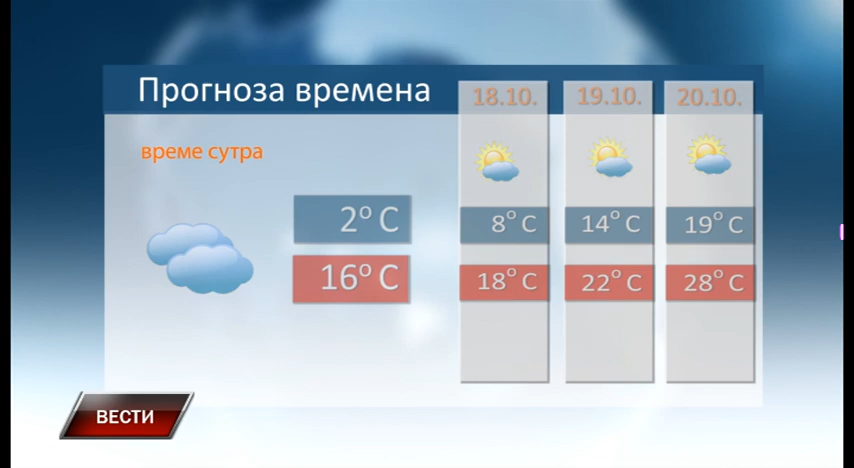 Прогноза времена
време сутра
2° C
16° C
18.10.
8° C
18° C
19.10.
14° C
22° C
20.10.
19° C
28° C
ВЕСТИ